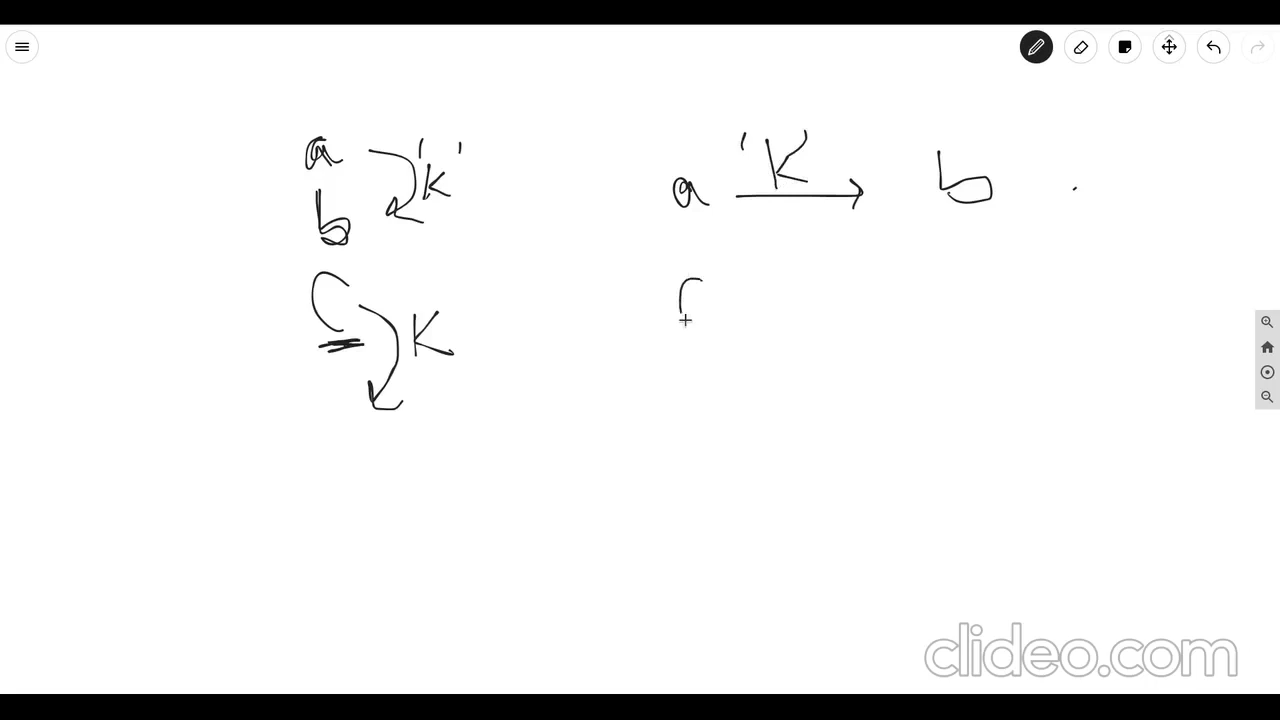 a 'K'
b
C K
a 'K' → b .
clideo.com